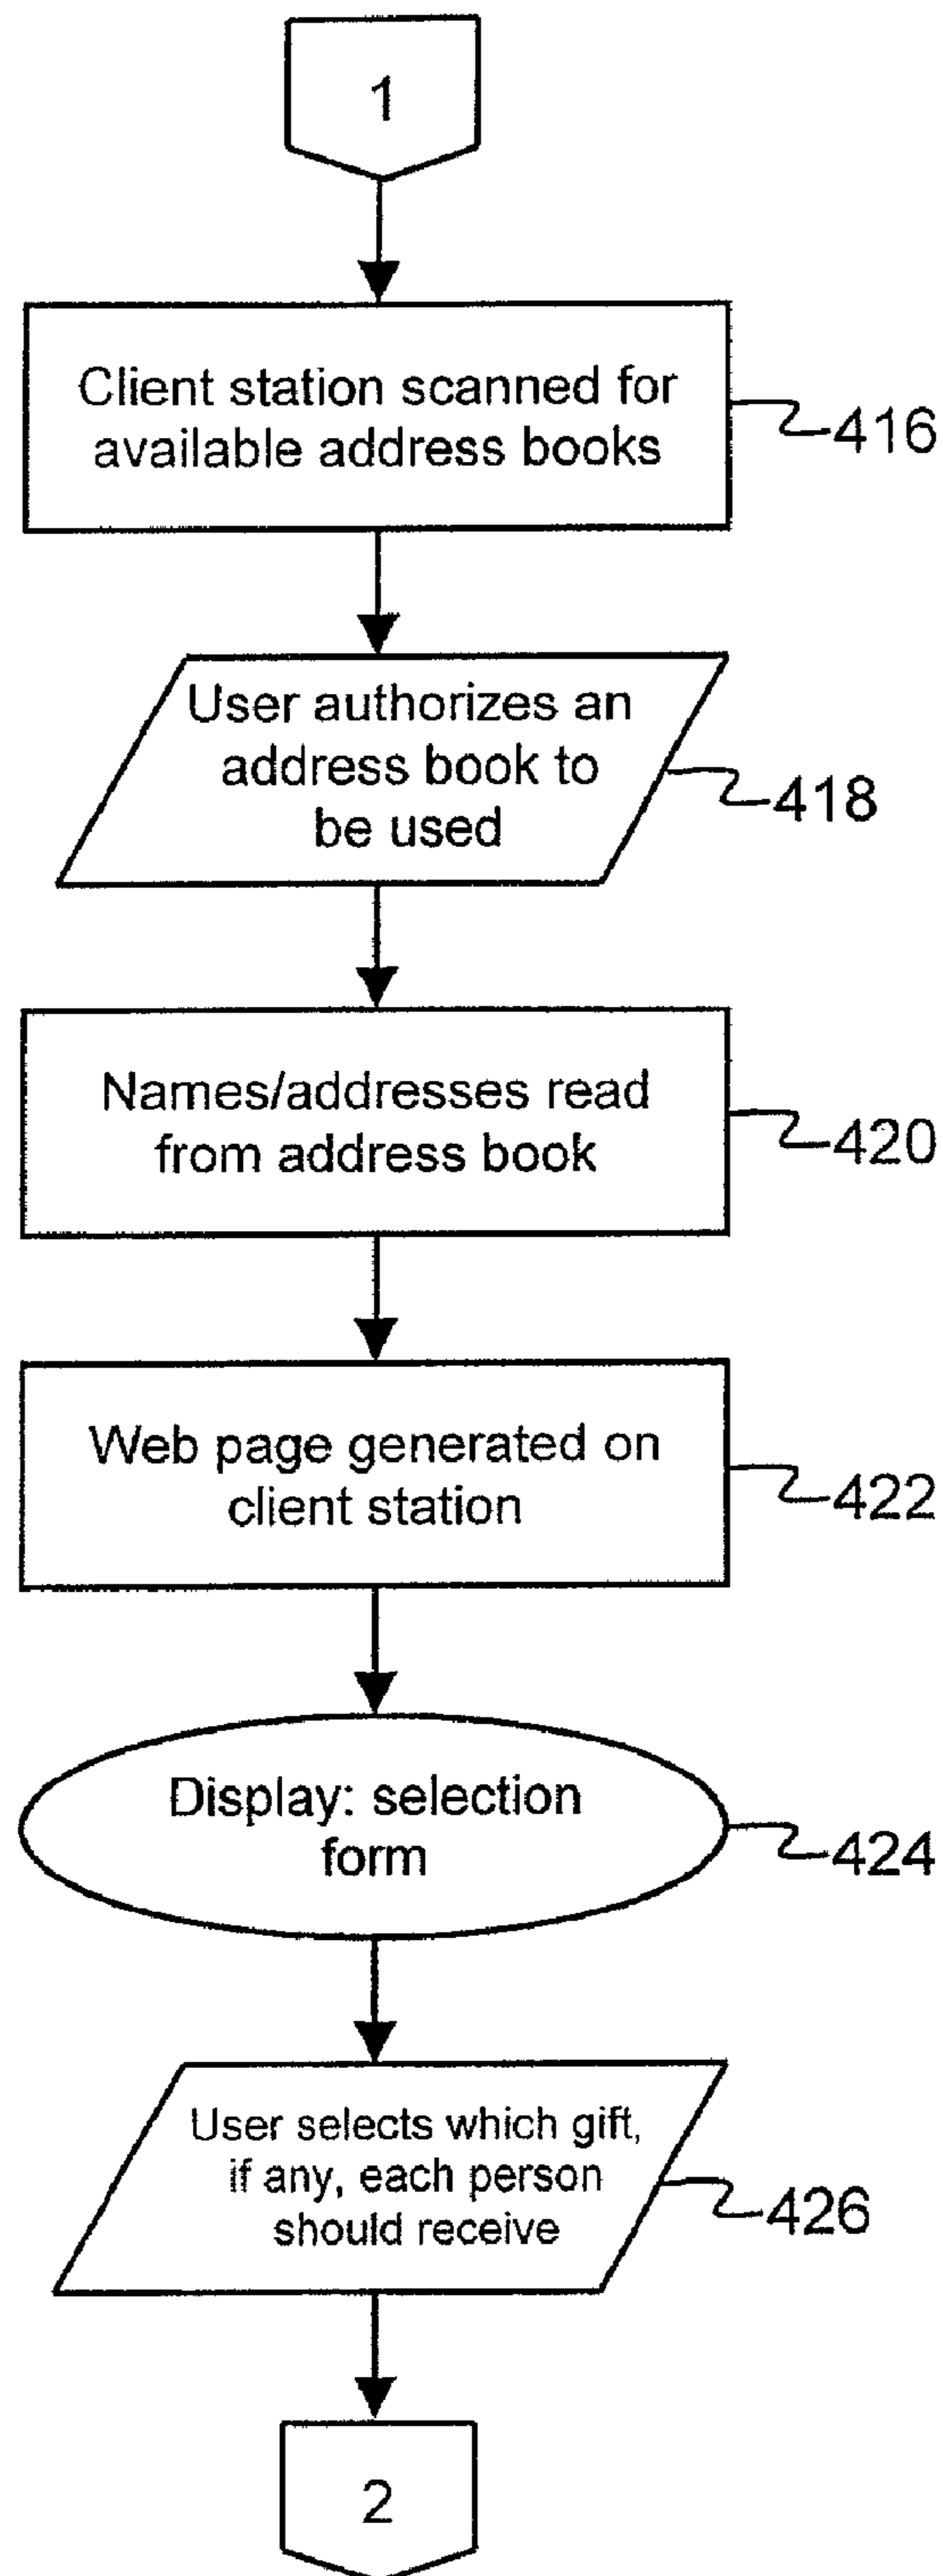 1
Client station scanned for
available address books
416
User authorizes an
address book to
be used
418
Names/addresses read
from address book
420
Web page generated on
client station
422
Display: selection
form
424
User selects which gift,
if any, each person
should receive
426
2